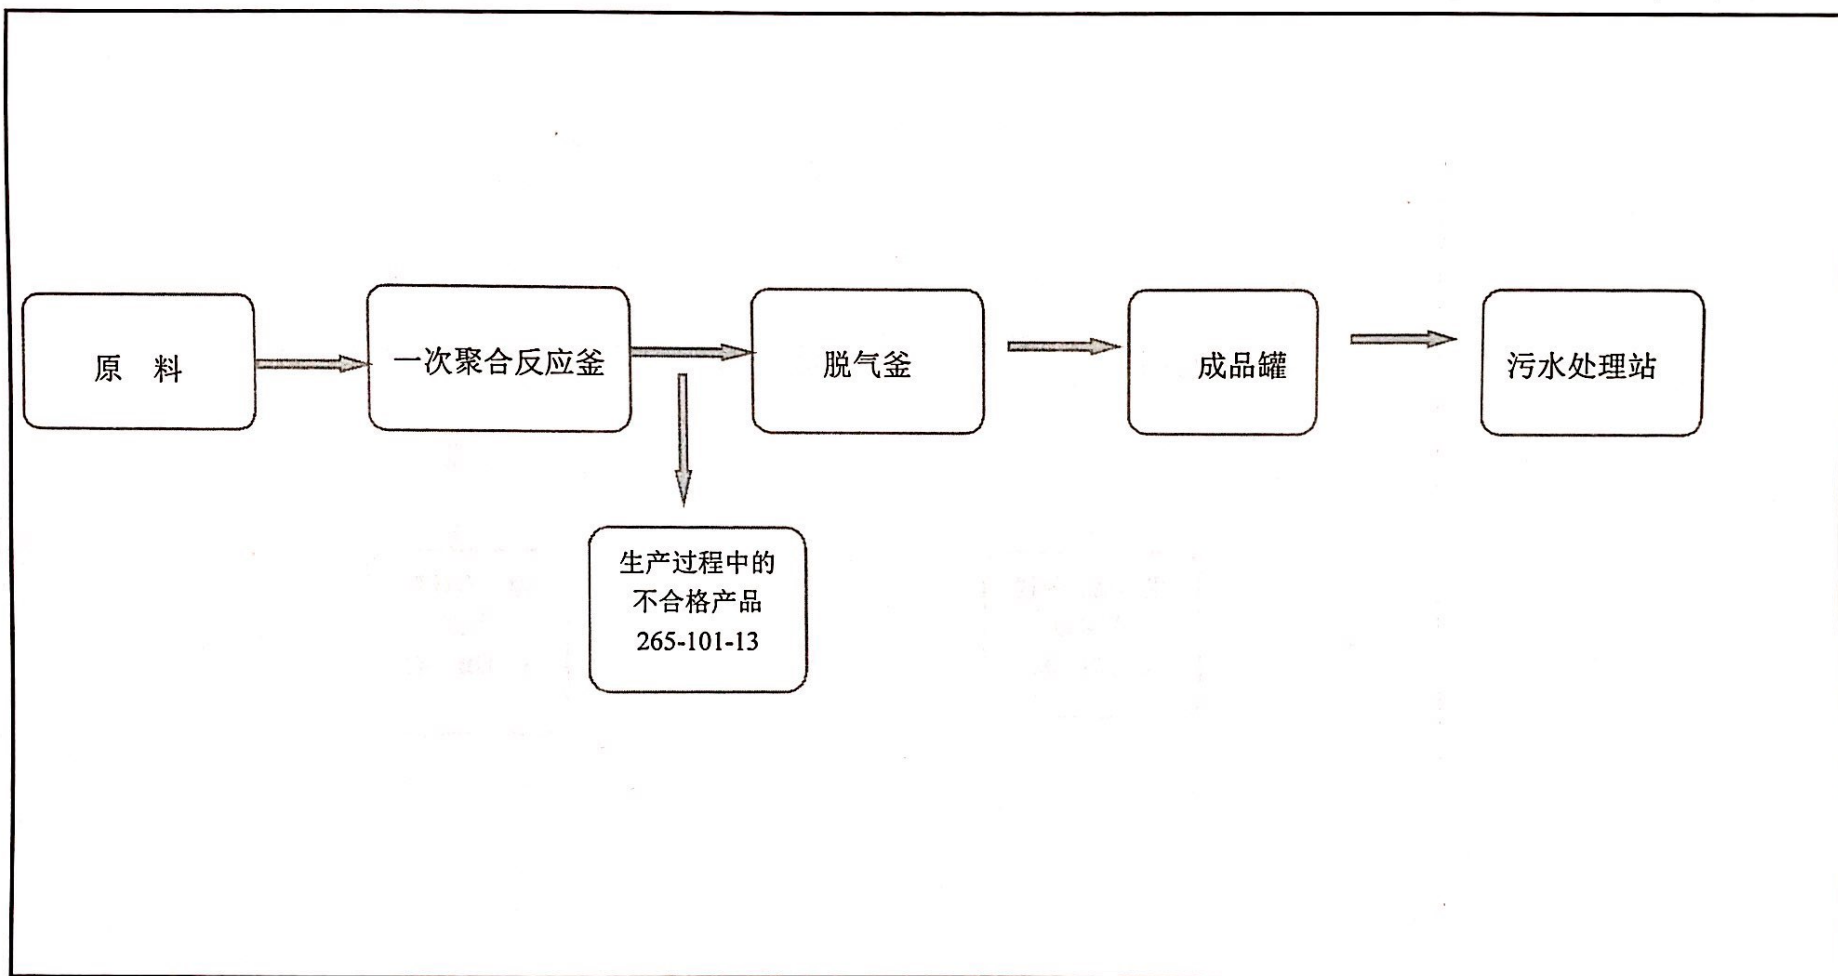 原 料
一次聚合反应釜
脱气釜
成品罐
污水处理站
生产过程中的
不合格产品
265-101-13